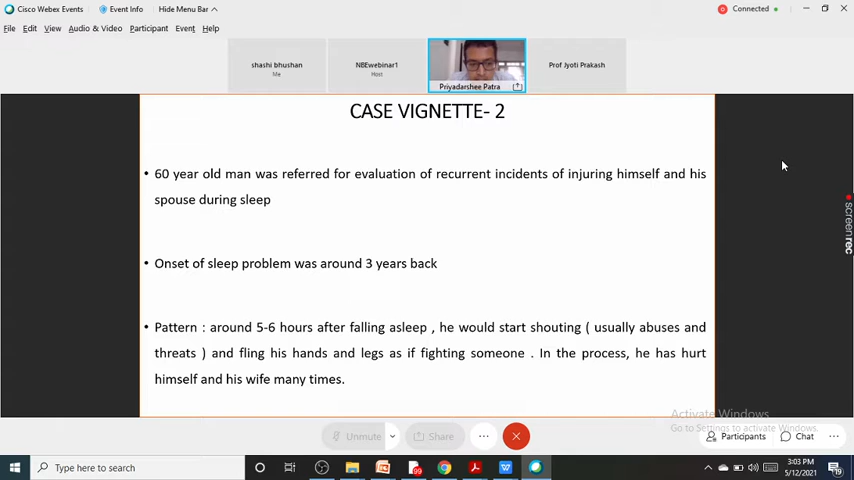 Cisco Webex Events
Event Info
Hide Menu Bar
Connected
File Edit View Audio & Video Participant Event Help
shashi bhushan
Me
NBEwebinar1
Host
Priyadarshee Patra
Prof Jyoti Prakash
CASE VIGNETTE- 2
• 60 year old man was referred for evaluation of recurrent incidents of injuring himself and his
spouse during sleep
• Onset of sleep problem was around 3 years back
• Pattern : around 5-6 hours after falling asleep , he would start shouting ( usually abuses and
threats ) and fling his hands and legs as if fighting someone . In the process, he has hurt
himself and his wife many times.
screenrec
Activate Windows
Go to Settings to activate Windows.
Unmute
Share
Participants
Chat
Type here to search
99
3:03 PM
5/12/2021
19